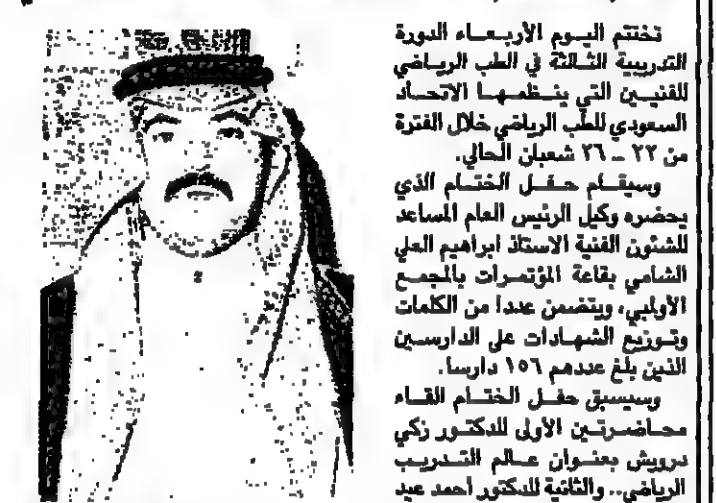 تختتم اليوم الأربعاء الدورة
التدريبية الثالثة في الطب الرياضي
للفنيين التي ينظمها الاتحاد
السعودي للطب الرياضي خلال الفترة
من ٢٢ ـ ٢٦ شعبان الحالي.
وسيقام حفل الختام الذي
يحضره وكيل الرئيس العام المساعد
للشئون الفنية الاستاذ ابراهيم العلي
الشامي بقاعة المؤتمرات بالمجمع
الأولمبي، ويتضمن عددا من الكلمات
وتوزيع الشهادات على الدارسين
الذين بلغ عددهم ١٥٦ دارسا.
وسيسبق حفل الختام القاء
محاضرتين الأولى للدكتور زكي
درويش بعنوان عالم التدريب
الرياضي.. والثانية للدكتور أحمد عبد